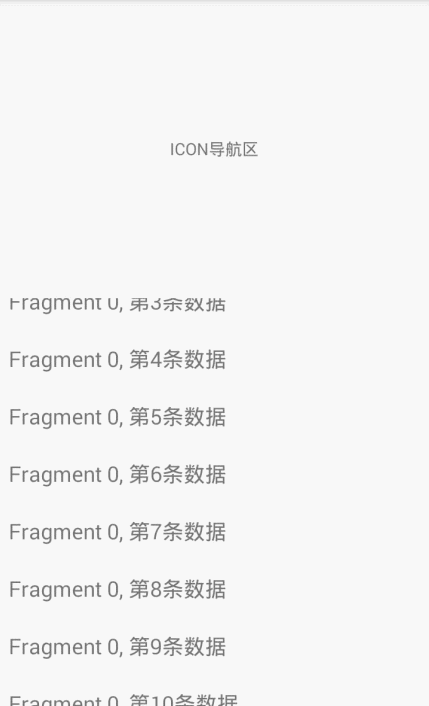 ICON导航区
Fragment 0, 第3条数据
Fragment 0, 第4条数据
Fragment 0, 第5条数据
Fragment 0, 第6条数据
Fragment 0, 第7条数据
Fragment 0, 第8条数据
Fragment 0, 第9条数据
Fragment 0, 第10条数据